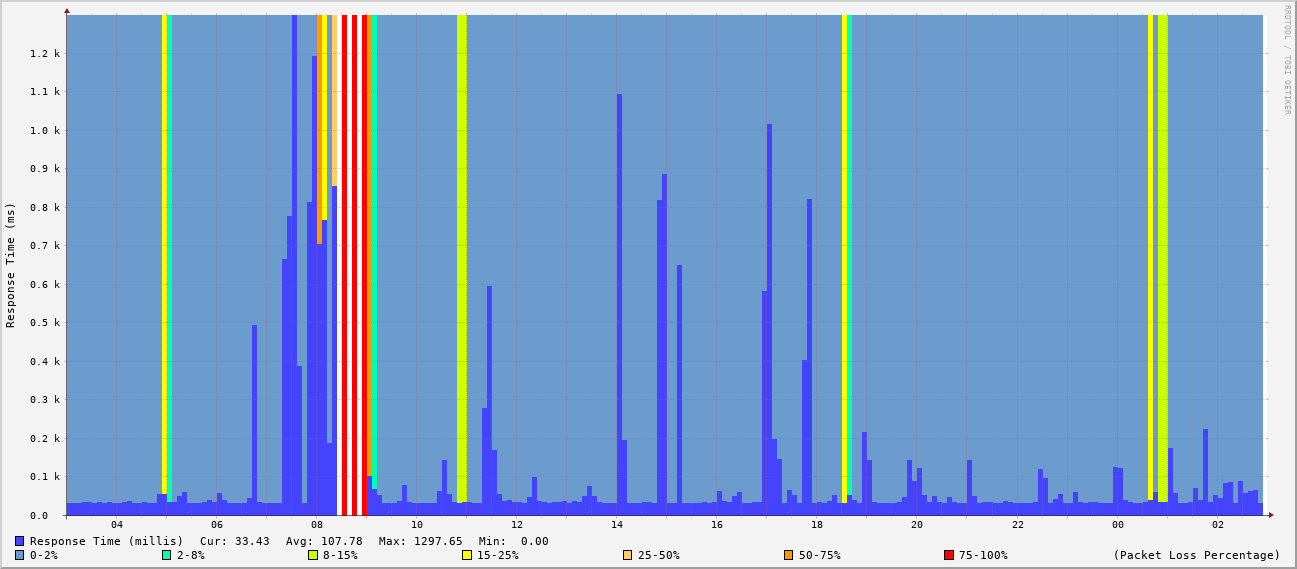 RRDTOOL / TOBI OETIKER
Response Time (ms)
1.2 k
1.1 k
1.0 k
0.9 k
0.8 k
0.7 k
0.6 k
0.5 k
0.4 k
0.3 k
0.2 k
0.1 k
0.0
04 06 08 10 12 14 16 18 20 22 00 02
Response Time (millis) Cur: 33.43 Avg: 107.78 Max: 1297.65 Min: 0.00
0-2% 2-8% 8-15% 15-25% 25-50% 50-75% 75-100% (Packet Loss Percentage)